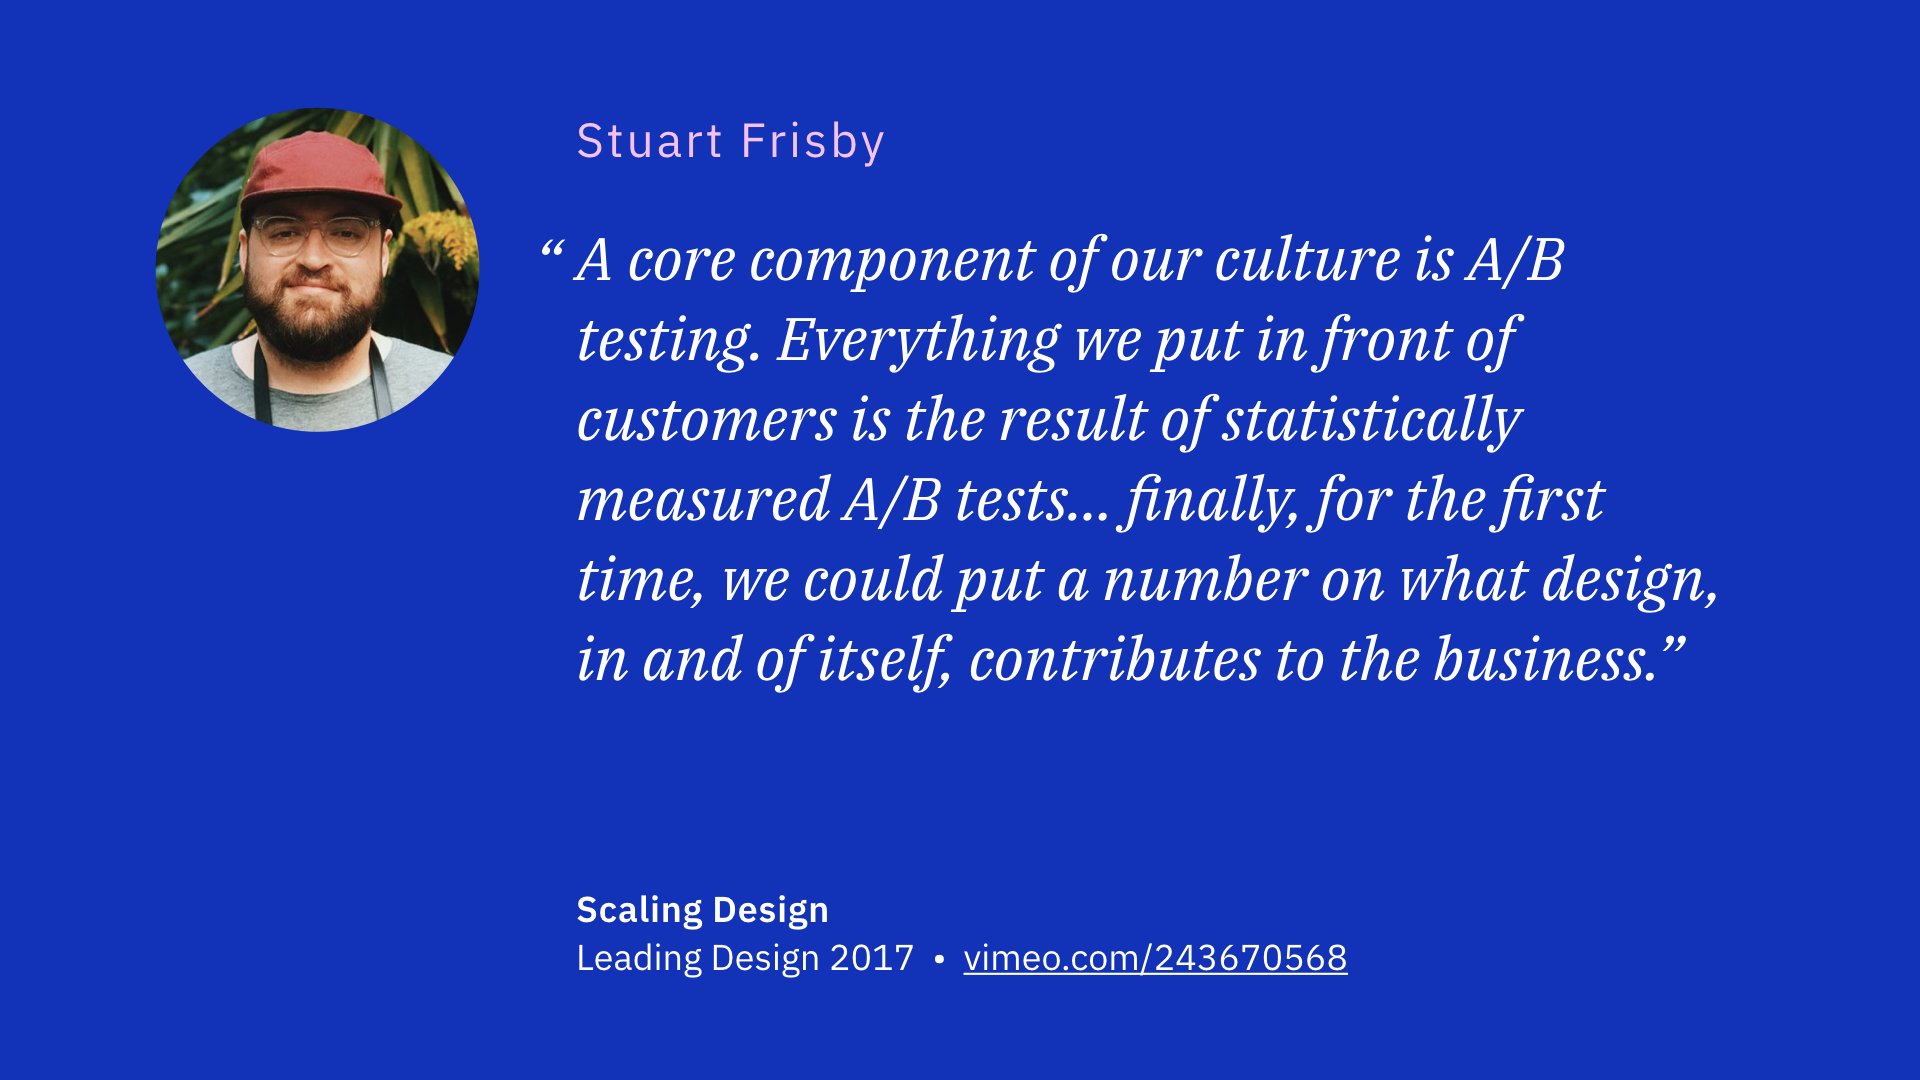 Stuart Frisby
“ A core component of our culture is A/B
testing. Everything we put in front of
customers is the result of statistically
measured A/B tests... finally, for the first
time, we could put a number on what design,
in and of itself, contributes to the business.”
Scaling Design
Leading Design 2017 • vimeo.com/243670568